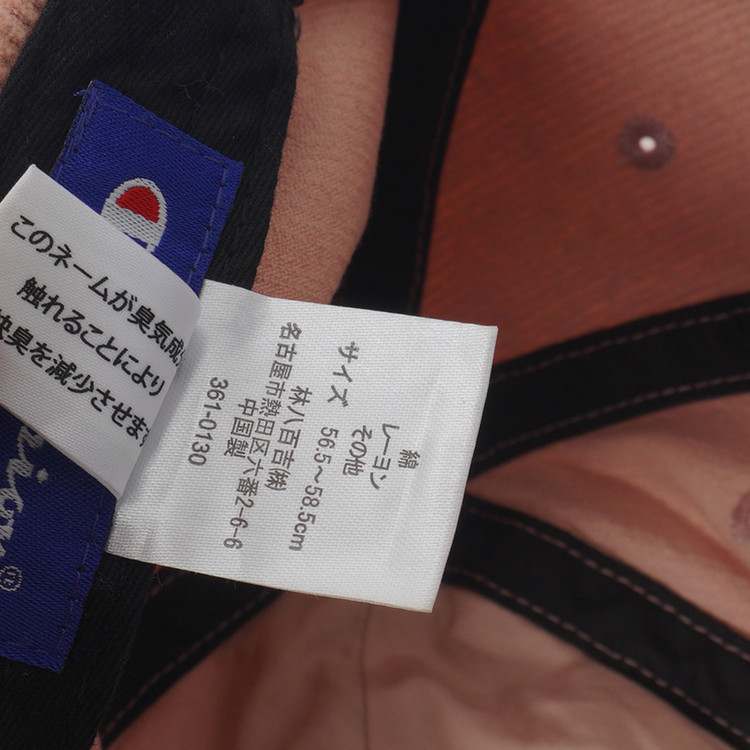 このネームが臭気成
触れることにより
臭を減少させます
綿
レーヨン
その他
サイズ 56.5〜58.5cm
林八百吉㈱
名古屋市熱田区六番2-6-6
中国製
361-0130